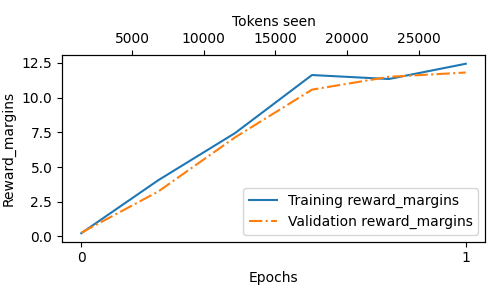 Tokens seen
5000 10000 15000 20000 25000
12.5
10.0
7.5
5.0
2.5
0.0
Reward_margins
Training reward_margins
Validation reward_margins
0 1
Epochs